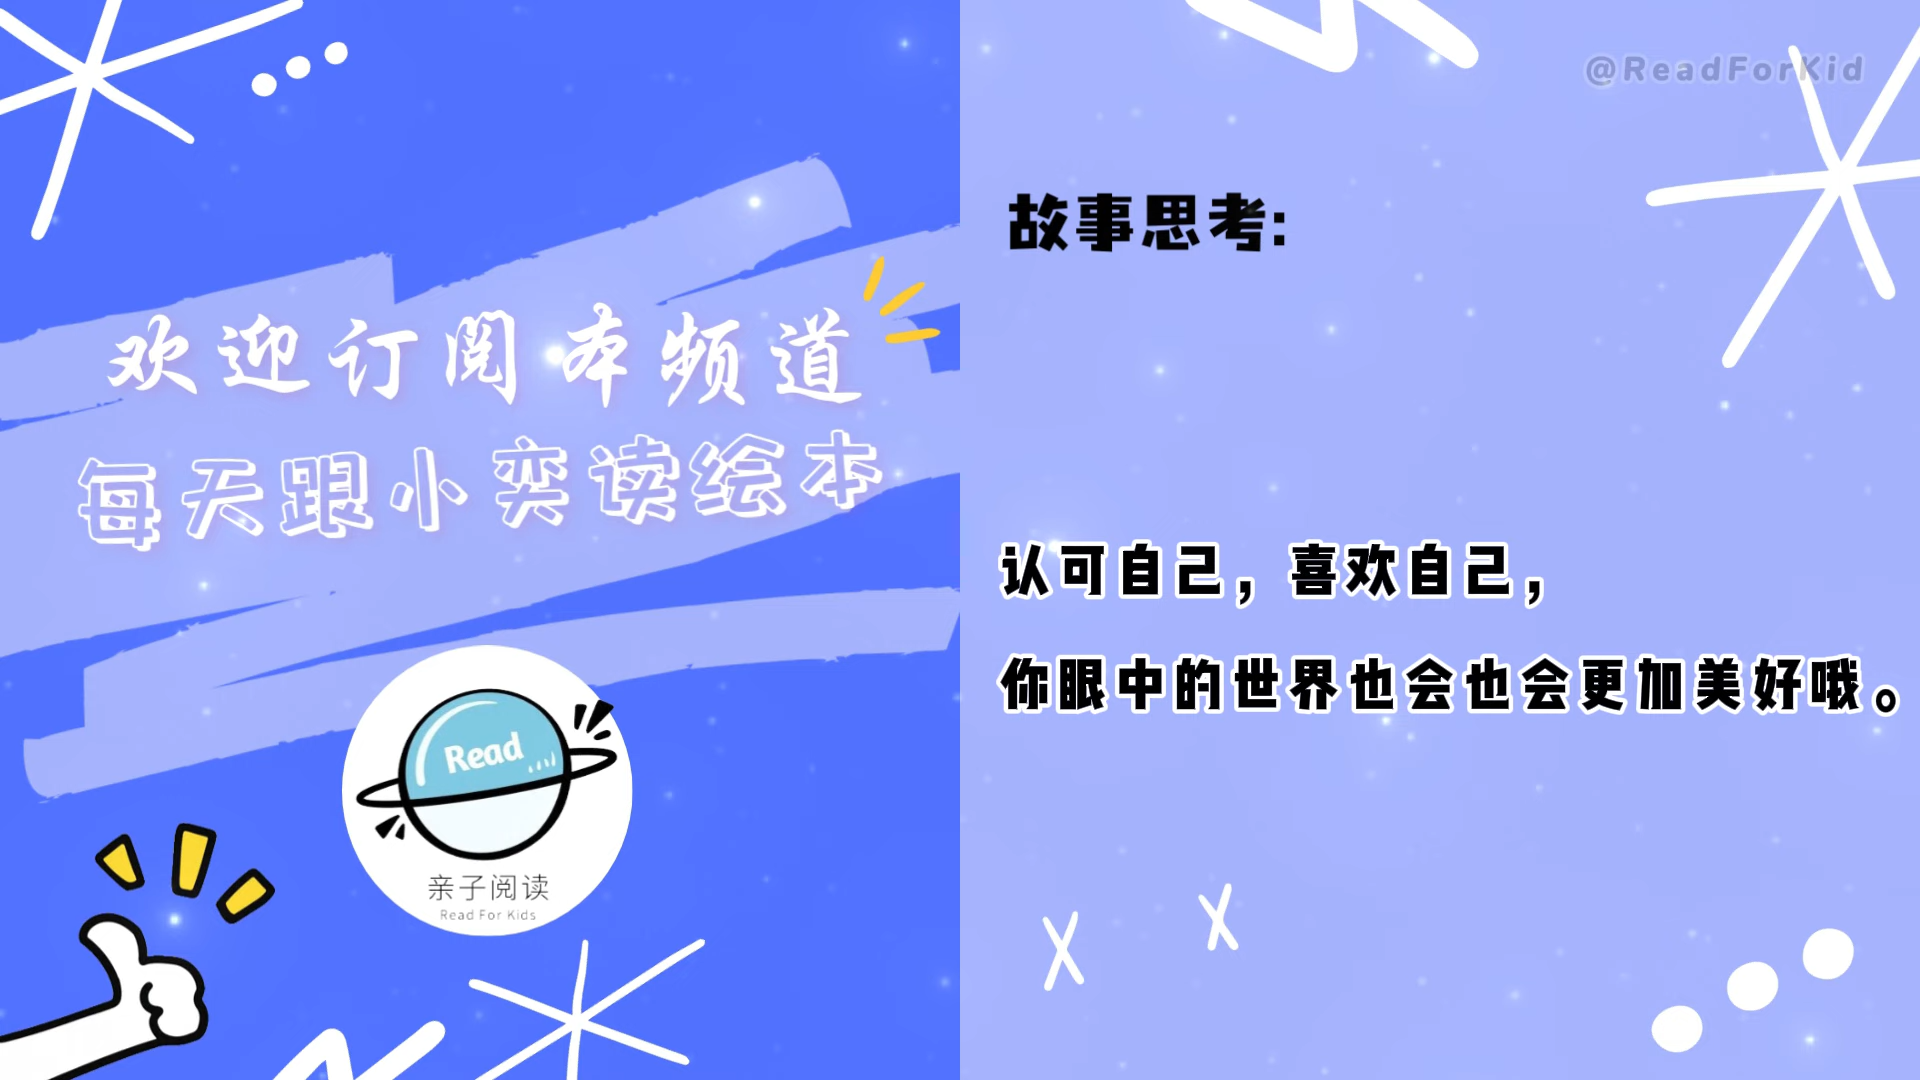 欢迎订阅本频道
每天跟小奕读绘本
Read
亲子阅读
Read For Kids
@ReadForKid
故事思考:
认可自己，喜欢自己，
你眼中的世界也会也会更加美好哦。